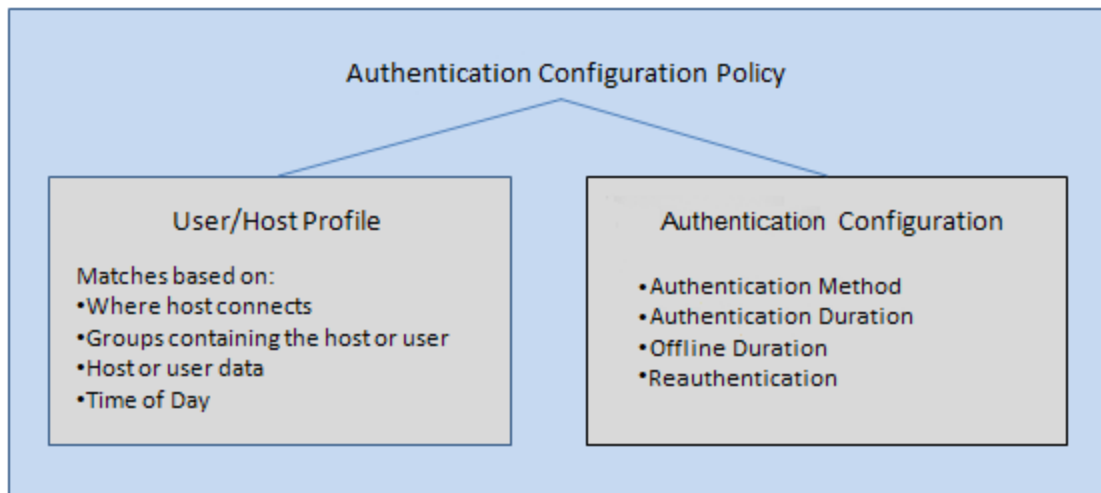 Authentication Configuration Policy
User/Host Profile
Matches based on:
•Where host connects
•Groups containing the host or user
•Host or user data
•Time of Day
Authentication Configuration
•Authentication Method
•Authentication Duration
•Offline Duration
•Reauthentication